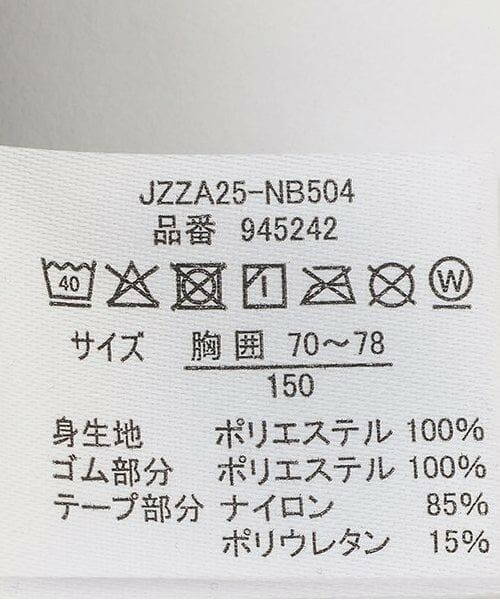 JZZA25-NB504
品番 945242
40 W
サイズ 胸囲 70～78
150
身生地 ポリエステル 100%
ゴム部分 ポリエステル 100%
テープ部分 ナイロン 85%
ポリウレタン 15%